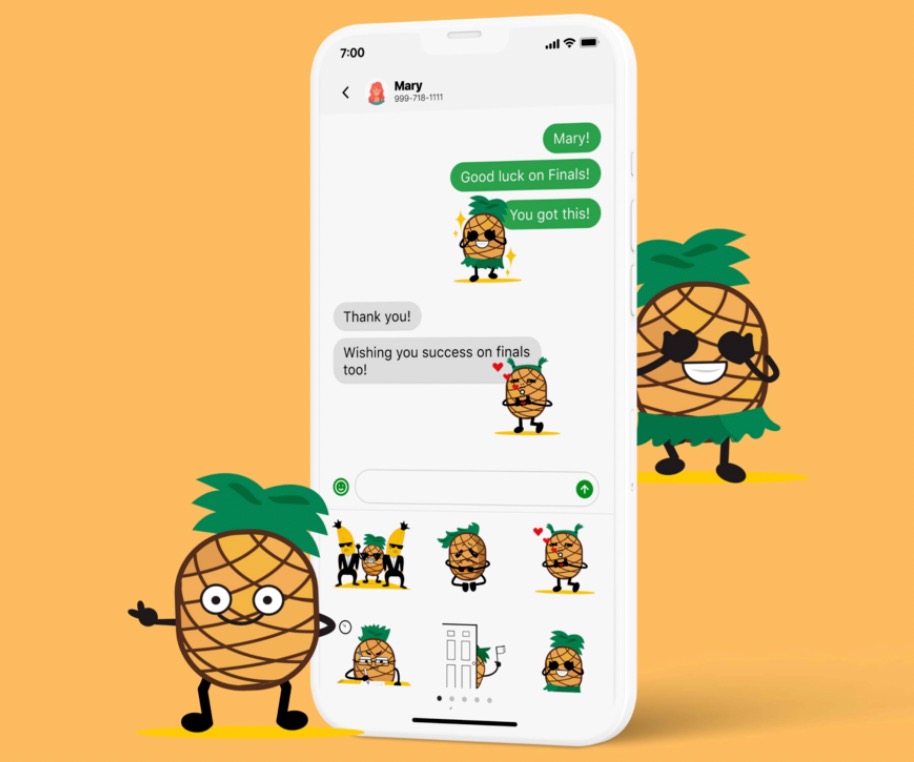 7:00
Mary
999-718-1111
Mary!
Good luck on Finals!
You got this!
Thank you!
Wishing you success on finals
too!